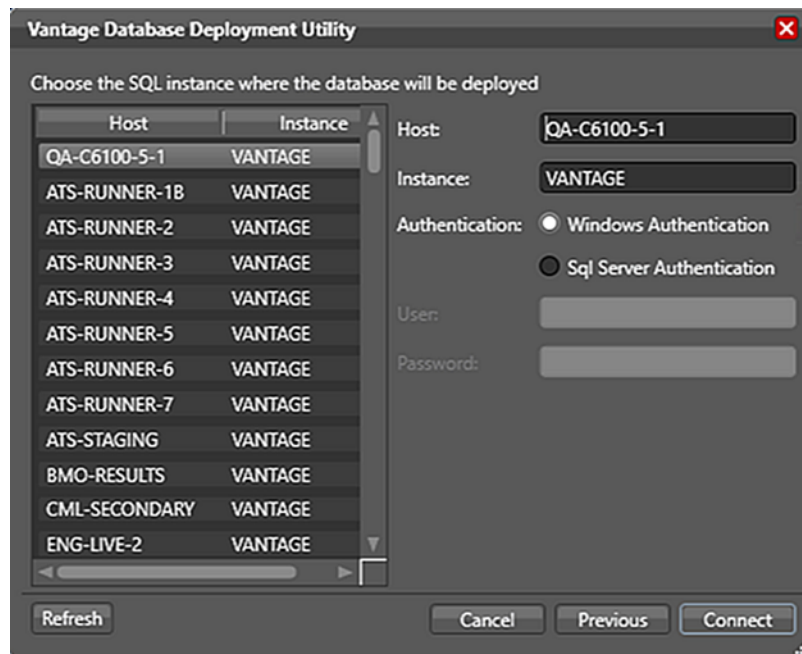 Vantage Database Deployment Utility
Choose the SQL instance where the database will be deployed
Host Instance
QA-C6100-5-1 VANTAGE
ATS-RUNNER-1B VANTAGE
ATS-RUNNER-2 VANTAGE
ATS-RUNNER-3 VANTAGE
ATS-RUNNER-4 VANTAGE
ATS-RUNNER-5 VANTAGE
ATS-RUNNER-6 VANTAGE
ATS-RUNNER-7 VANTAGE
ATS-STAGING VANTAGE
BMO-RESULTS VANTAGE
CML-SECONDARY VANTAGE
ENG-LIVE-2 VANTAGE
Host: QA-C6100-5-1
Instance: VANTAGE
Authentication: Windows Authentication
Sql Server Authentication
User:
Password:
Refresh Cancel Previous Connect